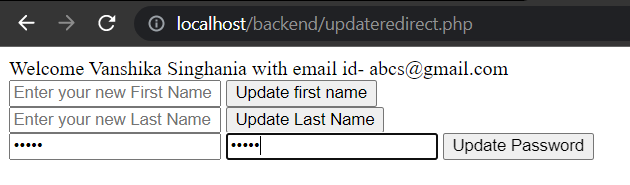 localhost/backend/updateredirect.php
Welcome Vanshika Singhania with email id- abcs@gmail.com
Enter your new First Name Update first name
Enter your new Last Name Update Last Name
••••• ••••• Update Password